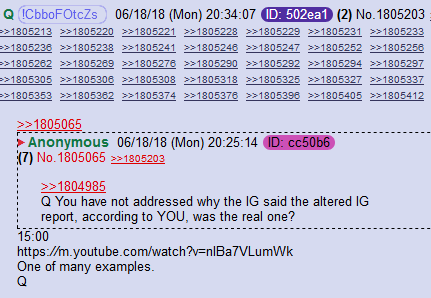 Q !CbboFOtcZs 06/18/18 (Mon) 20:34:07 ID: 502ea1 (2) No.1805203
>>1805213 >>1805220 >>1805221 >>1805228 >>1805229 >>1805231 >>1805233
>>1805236 >>1805238 >>1805241 >>1805246 >>1805247 >>1805252 >>1805256
>>1805262 >>1805269 >>1805276 >>1805290 >>1805292 >>1805294 >>1805297
>>1805305 >>1805306 >>1805308 >>1805318 >>1805325 >>1805327 >>1805337
>>1805353 >>1805362 >>1805374 >>1805376 >>1805396 >>1805405 >>1805412
>>1805065
Anonymous 06/18/18 (Mon) 20:25:14 ID: cc50b6
(7) No.1805065 >>1805203
>>1804985
Q You have not addressed why the IG said the altered IG
report, according to YOU, was the real one?
15:00
https://m.youtube.com/watch?v=nlBa7VLumWk
One of many examples.
Q